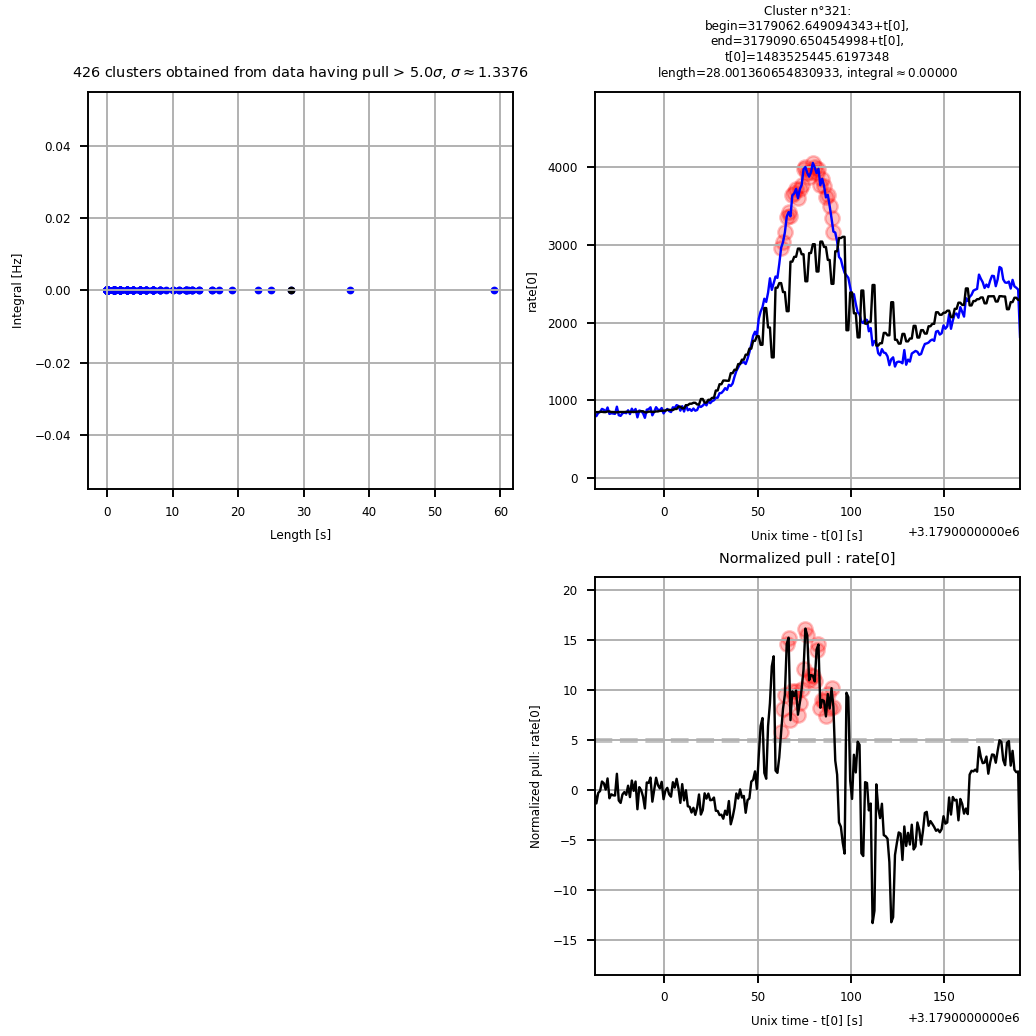 Cluster n°321:
begin=3179062.649094343+t[0],
end=3179090.650454998+t[0],
t[0]=1483525445.6197348
length=28.001360654830933, integral≈0.00000
426 clusters obtained from data having pull > 5.0σ, σ≈1.3376
0.04
0.02
0.00
−0.02
−0.04
Integral [Hz]
0
10
20
30
40
50
60
Length [s]
4000
3000
2000
1000
0
rate[0]
0
50
100
150
Unix time - t[0] [s]
+3.1790000000e6
Normalized pull : rate[0]
20
15
10
5
0
−5
−10
−15
Normalized pull: rate[0]
0
50
100
150
Unix time - t[0] [s]
+3.1790000000e6